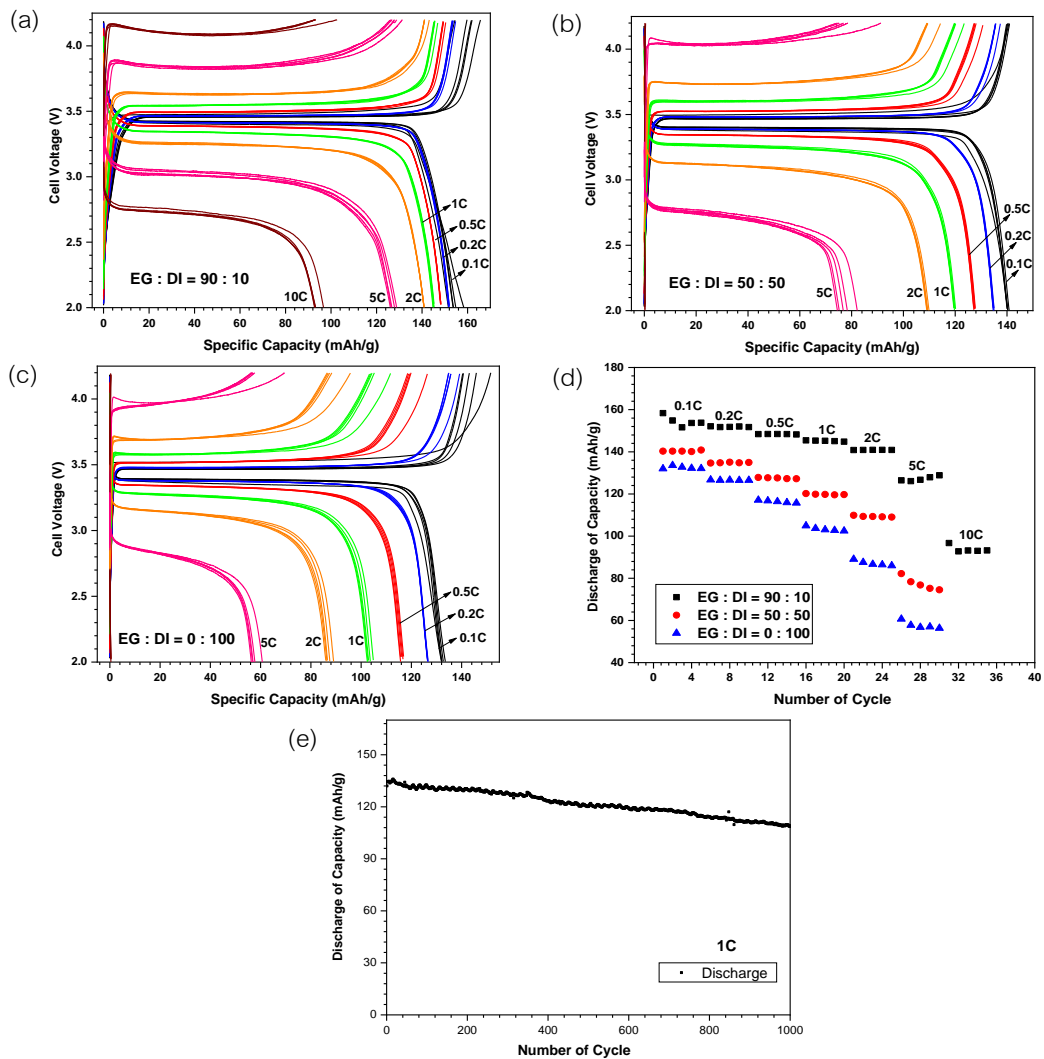 (a)
4.0
3.5
3.0
2.5
2.0
Cell Voltage (V)
1C
0.5C
0.2C
0.1C
EG : DI = 90 : 10
10C
5C
2C
0 20 40 60 80 100 120 140 160
Specific Capacity (mAh/g)
(b)
4.0
3.5
3.0
2.5
2.0
Cell Voltage (V)
0.5C
0.2C
0.1C
EG : DI = 50 : 50
5C
2C
1C
0 20 40 60 80 100 120 140
Specific Capacity (mAh/g)
(c)
4.0
3.5
3.0
2.5
2.0
Cell Voltage (V)
0.5C
0.2C
0.1C
EG : DI = 0 : 100
5C
2C
1C
0 20 40 60 80 100 120 140
Specific Capacity (mAh/g)
(d)
180
160
140
120
100
80
60
40
Discharge of Capacity (mAh/g)
0.1C
0.2C
0.5C
1C
2C
5C
10C
EG : DI = 90 : 10
EG : DI = 50 : 50
EG : DI = 0 : 100
0 4 8 12 16 20 24 28 32 36 40
Number of Cycle
(e)
150
120
90
60
30
0
Discharge of Capacity (mAh/g)
1C
Discharge
0 200 400 600 800 1000
Number of Cycle